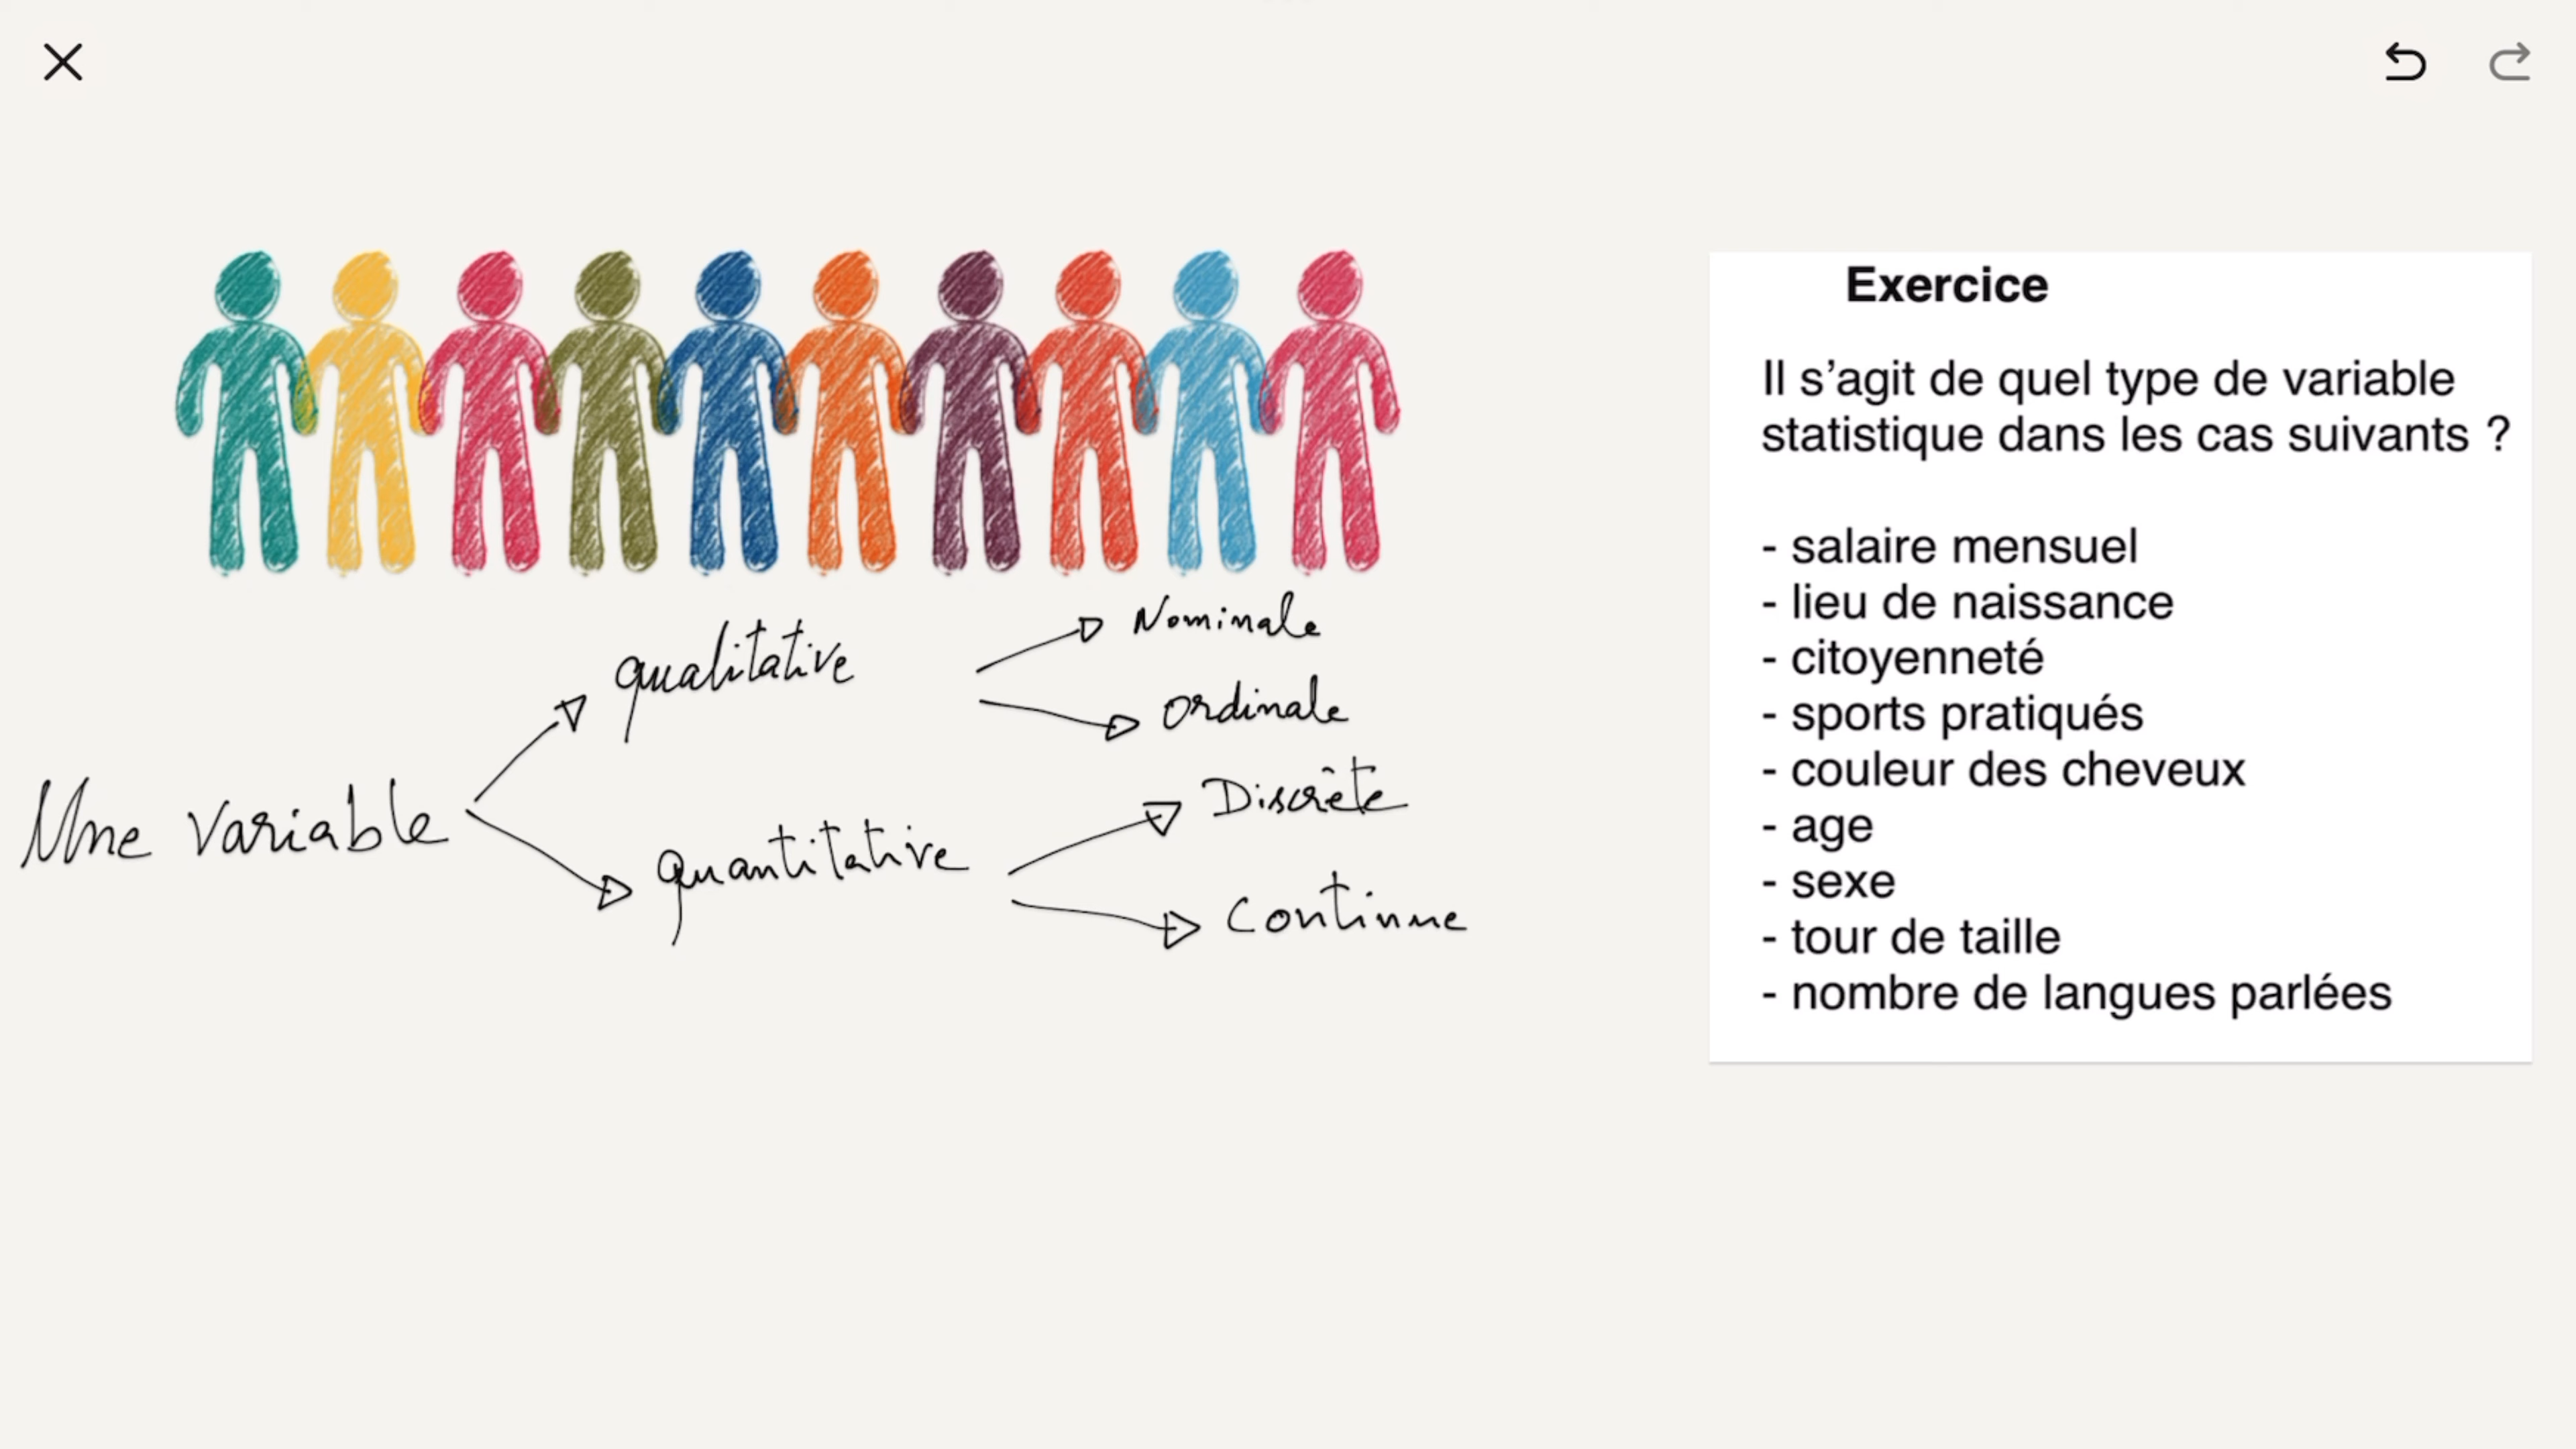 Nominale
qualitative
ordinale
Une variable
Discrète
quantitative
Continue
Exercice
Il s’agit de quel type de variable
statistique dans les cas suivants ?
- salaire mensuel
- lieu de naissance
- citoyenneté
- sports pratiqués
- couleur des cheveux
- age
- sexe
- tour de taille
- nombre de langues parlées